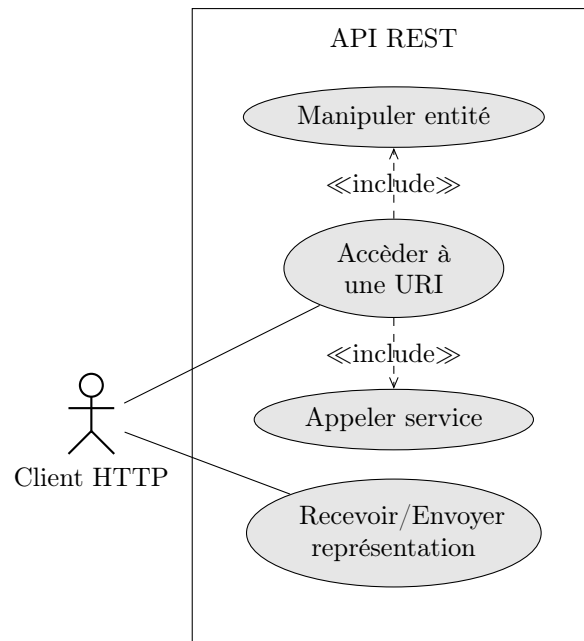 API REST
Manipuler entité
≪include≫
Accèder à
une URI
≪include≫
Appeler service
Client HTTP
Recevoir/Envoyer
représentation